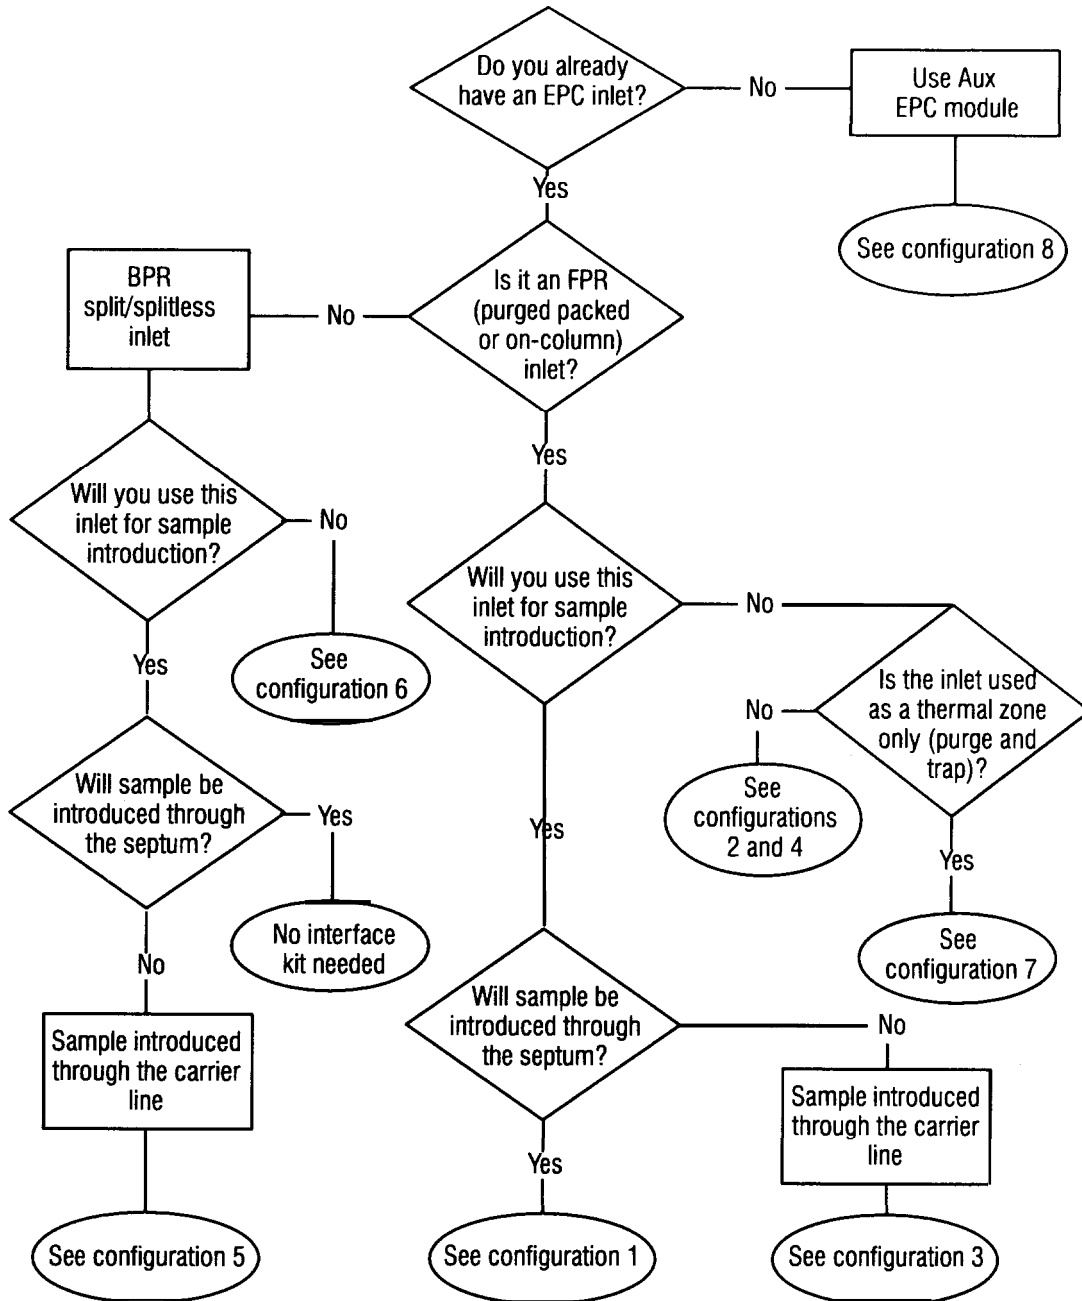 Do you already
have an EPC inlet?
No
Use Aux
EPC module
Yes
See configuration 8
Is it an FPR
(purged packed
or on-column)
inlet?
No
BPR
split/splitless
inlet
Yes
Will you use this
inlet for sample
introduction?
No
See
configuration 6
Yes
Will you use this
inlet for sample
introduction?
No
Is the inlet used
as a thermal zone
only (purge and
trap)?
No
See
configurations
2 and 4
Yes
See
configuration 7
Will sample be
introduced through
the septum?
Yes
No interface
kit needed
No
Sample introduced
through the carrier
line
See configuration 5
Yes
Will sample be
introduced through
the septum?
No
Sample introduced
through the carrier
line
Yes
See configuration 1
See configuration 3